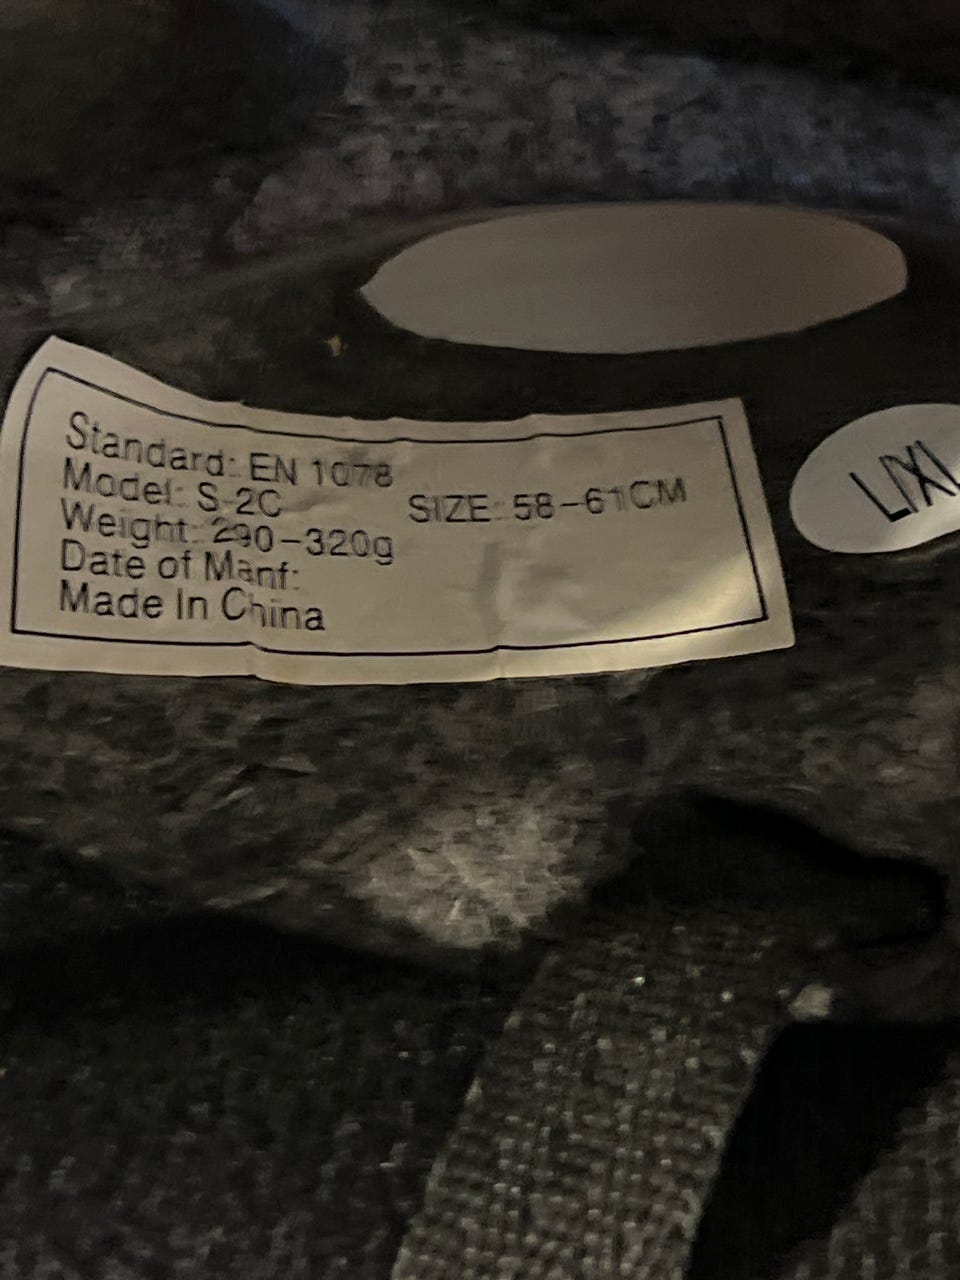 Standard: EN 1078
Model: S-2C
SIZE: 58-61CM
Weight: 290-320g
Date of Manf:
Made In China
L/XL